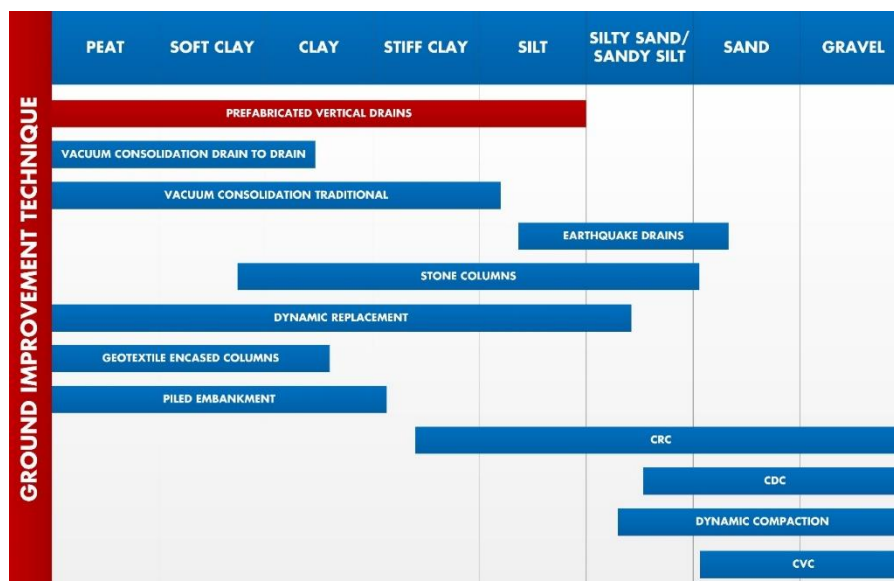 GROUND IMPROVEMENT TECHNIQUE
PEAT
SOFT CLAY
CLAY
STIFF CLAY
SILT
SILTY SAND/
SANDY SILT
SAND
GRAVEL
PREFABRICATED VERTICAL DRAINS
VACUUM CONSOLIDATION DRAIN TO DRAIN
VACUUM CONSOLIDATION TRADITIONAL
EARTHQUAKE DRAINS
STONE COLUMNS
DYNAMIC REPLACEMENT
GEOTEXTILE ENCASED COLUMNS
PILED EMBANKMENT
CRC
CDC
DYNAMIC COMPACTION
CVC